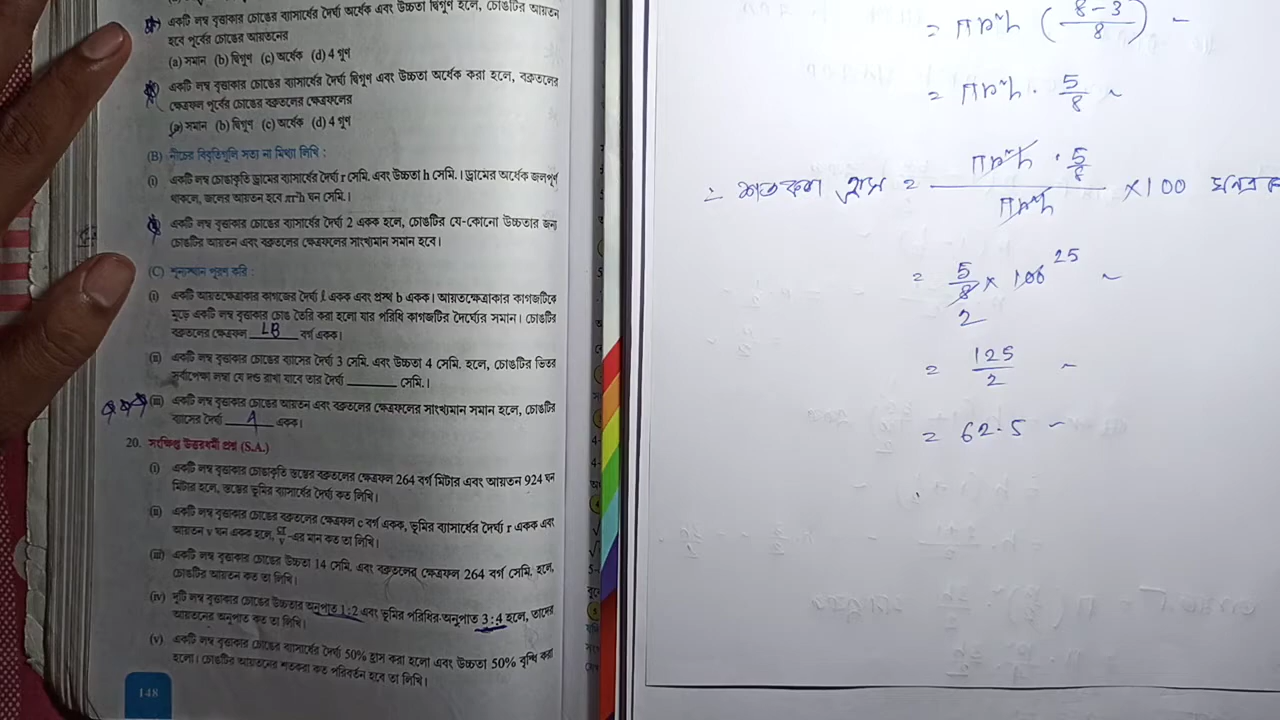 একটি লম্ব বৃত্তাকার চোঙের ব্যাসার্ধের দৈর্ঘ্য অর্ধেক এবং উচ্চতা দ্বিগুণ হলে, চোঙটির আয়তন
হবে পূর্বের চোঙের আয়তনের
(a) সমান (b) দ্বিগুণ (c) অর্ধেক (d) 4 গুণ
একটি লম্ব বৃত্তাকার চোঙের ব্যাসার্ধের দৈর্ঘ্য দ্বিগুণ এবং উচ্চতা অর্ধেক করা হলে, বক্রতলের
ক্ষেত্রফল পূর্বের চোঙের বক্রতলের ক্ষেত্রফলের
(a) সমান (b) দ্বিগুণ (c) অর্ধেক (d) 4 গুণ
(B) নীচের বিবৃতিগুলি সত্য না মিথ্যা লিখি :
(i) একটি লম্ব চোঙাকৃতি ড্রামের ব্যাসার্ধের দৈর্ঘ্য r সেমি. এবং উচ্চতা h সেমি.। ড্রামের অর্ধেক জলপূর্ণ
থাকলে, জলের আয়তন হবে πr²h ঘন সেমি.।
একটি লম্ব বৃত্তাকার চোঙের ব্যাসার্ধের দৈর্ঘ্য 2 একক হলে, চোঙটির যে-কোনো উচ্চতার জন্য
চোঙটির আয়তন এবং বক্রতলের ক্ষেত্রফলের সাংখ্যমান সমান হবে।
(C) শূন্যস্থান পূরণ করি :
(i) একটি আয়তক্ষেত্রাকার কাগজের দৈর্ঘ্য l একক এবং প্রস্থ b একক। আয়তক্ষেত্রাকার কাগজটিকে
মুড়ে একটি লম্ব বৃত্তাকার চোঙ তৈরি করা হলো যার পরিধি কাগজটির দৈর্ঘ্যের সমান। চোঙটির
বক্রতলের ক্ষেত্রফল LB বর্গ একক।
(ii) একটি লম্ব বৃত্তাকার চোঙের ব্যাসের দৈর্ঘ্য 3 সেমি. এবং উচ্চতা 4 সেমি. হলে, চোঙটির ভিতর
সর্বাপেক্ষা লম্বা যে দণ্ড রাখা যাবে তার দৈর্ঘ্য ______ সেমি.।
(iii) একটি লম্ব বৃত্তাকার চোঙের আয়তন এবং বক্রতলের ক্ষেত্রফলের সাংখ্যমান সমান হলে, চোঙটির
ব্যাসের দৈর্ঘ্য 4 একক।
20. সংক্ষিপ্ত উত্তরধর্মী প্রশ্ন (S.A.)
(i) একটি লম্ব বৃত্তাকার চোঙাকৃতি স্তম্ভের বক্রতলের ক্ষেত্রফল 264 বর্গ মিটার এবং আয়তন 924 ঘন
মিটার হলে, স্তম্ভের ভূমির ব্যাসার্ধের দৈর্ঘ্য কত লিখি।
(ii) একটি লম্ব বৃত্তাকার চোঙের বক্রতলের ক্ষেত্রফল c বর্গ একক, ভূমির ব্যাসার্ধের দৈর্ঘ্য r একক এবং
আয়তন v ঘন একক হলে, cr/v -এর মান কত তা লিখি।
(iii) একটি লম্ব বৃত্তাকার চোঙের উচ্চতা 14 সেমি. এবং বক্রতলের ক্ষেত্রফল 264 বর্গ সেমি. হলে,
চোঙটির আয়তন কত তা লিখি।
(iv) দুটি লম্ব বৃত্তাকার চোঙের উচ্চতার অনুপাত 1:2 এবং ভূমির পরিধির অনুপাত 3:4 হলে, তাদের
আয়তনের অনুপাত কত তা লিখি।
(v) একটি লম্ব বৃত্তাকার চোঙের ব্যাসার্ধের দৈর্ঘ্য 50% হ্রাস করা হলো এবং উচ্চতা 50% বৃদ্ধি করা
হলো। চোঙটির আয়তনের শতকরা কত পরিবর্তন হবে তা লিখি।
148
= πr²h (8-3/8) ~
= πr²h · 5/8 ~
∴ শতকরা হ্রাস = πr²h · 5/8 / πr²h × 100
= 5/8 × 100 25 ~
2
= 125/2 ~
= 62.5 ~